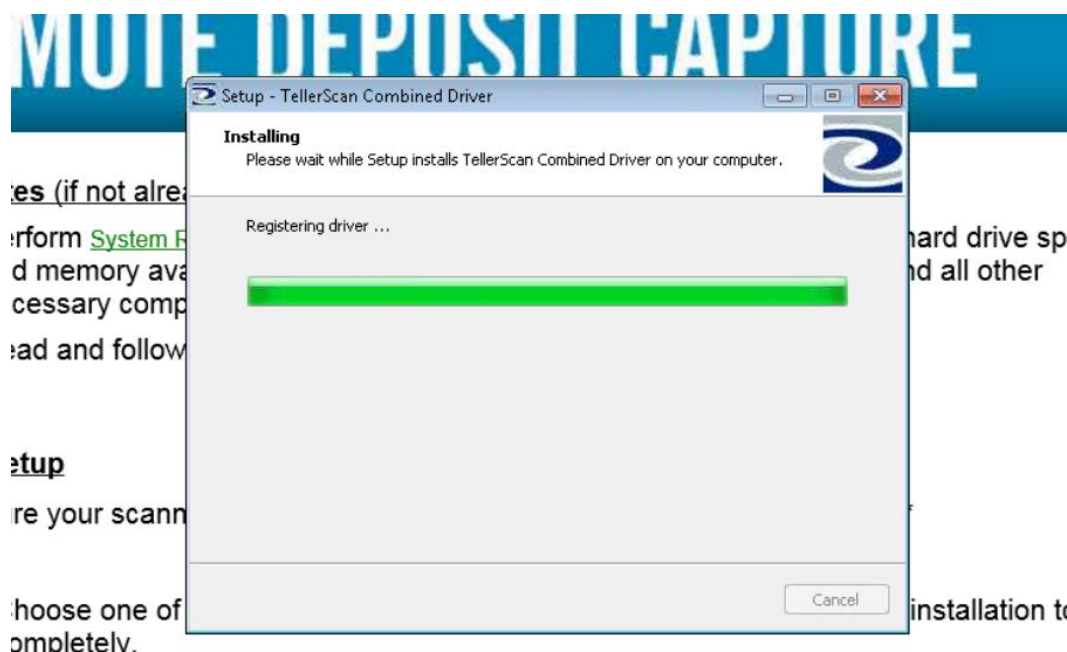 MOTE DEPOSIT CAPTURE
Setup - TellerScan Combined Driver
Installing
Please wait while Setup installs TellerScan Combined Driver on your computer.
es (if not alrea
Registering driver ...
erform System R
hard drive sp
d memory ava
nd all other
cessary comp
ead and follow
etup
re your scann
hoose one of
Cancel
installation to
ompletely.